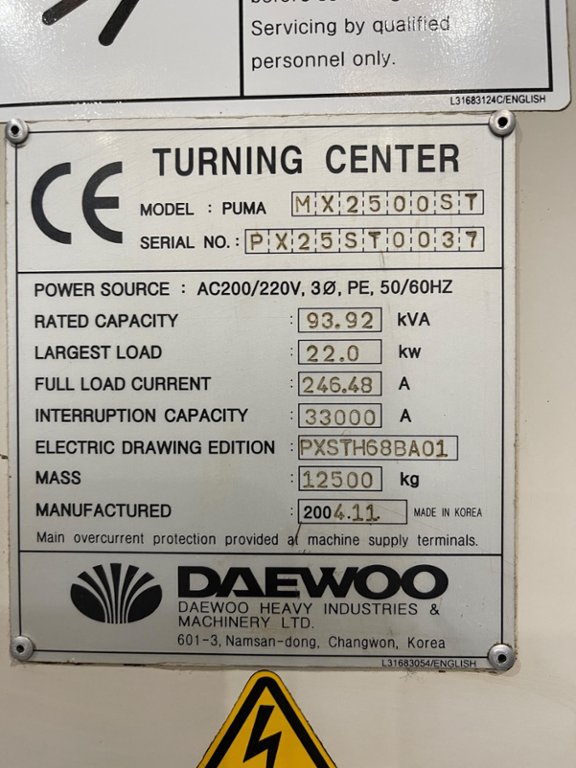 Servicing by qualified
personnel only.
L31683124C/ENGLISH
CE TURNING CENTER
MODEL : PUMA MX2500ST
SERIAL NO. : PX25ST0037
POWER SOURCE : AC200/220V, 3Ø, PE, 50/60HZ
RATED CAPACITY : 93.92 kVA
LARGEST LOAD : 22.0 kw
FULL LOAD CURRENT : 246.48 A
INTERRUPTION CAPACITY : 33000 A
ELECTRIC DRAWING EDITION : PXSTH68BA01
MASS : 12500 kg
MANUFACTURED : 2004.11 MADE IN KOREA
Main overcurrent protection provided at machine supply terminals.
DAEWOO
DAEWOO HEAVY INDUSTRIES &
MACHINERY LTD.
601-3, Namsan-dong, Changwon, Korea
L31683054/ENGLISH